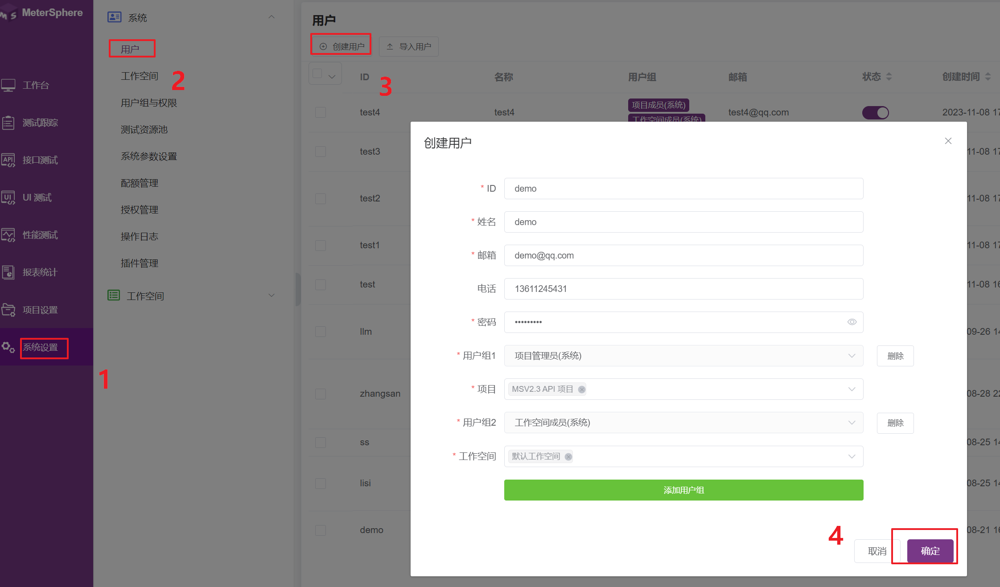 MeterSphere
工作台
测试跟踪
接口测试
UI 测试
性能测试
报表统计
项目设置
系统设置
1
系统
用户
工作空间
2
用户组与权限
测试资源池
系统参数设置
配额管理
授权管理
操作日志
插件管理
工作空间
用户
创建用户
导入用户
3
ID 名称 用户组 邮箱 状态 创建时间
test4 test4 项目成员(系统) test4@qq.com 2023-11-08 17
工作空间成员(系统)
test3 11-08 17
test2 11-08 17
test1 11-08 17
test 11-08 16
llm 09-26 14
zhangsan 08-28 22
ss 08-25 14
lisi 08-25 14
demo 08-21 16
创建用户
* ID demo
* 姓名 demo
* 邮箱 demo@qq.com
电话 13611245431
* 密码 •••••••••
* 用户组1 项目管理员(系统) 删除
* 项目 MSV2.3 API 项目
* 用户组2 工作空间成员(系统) 删除
* 工作空间 默认工作空间
添加用户组
4
取消 确定